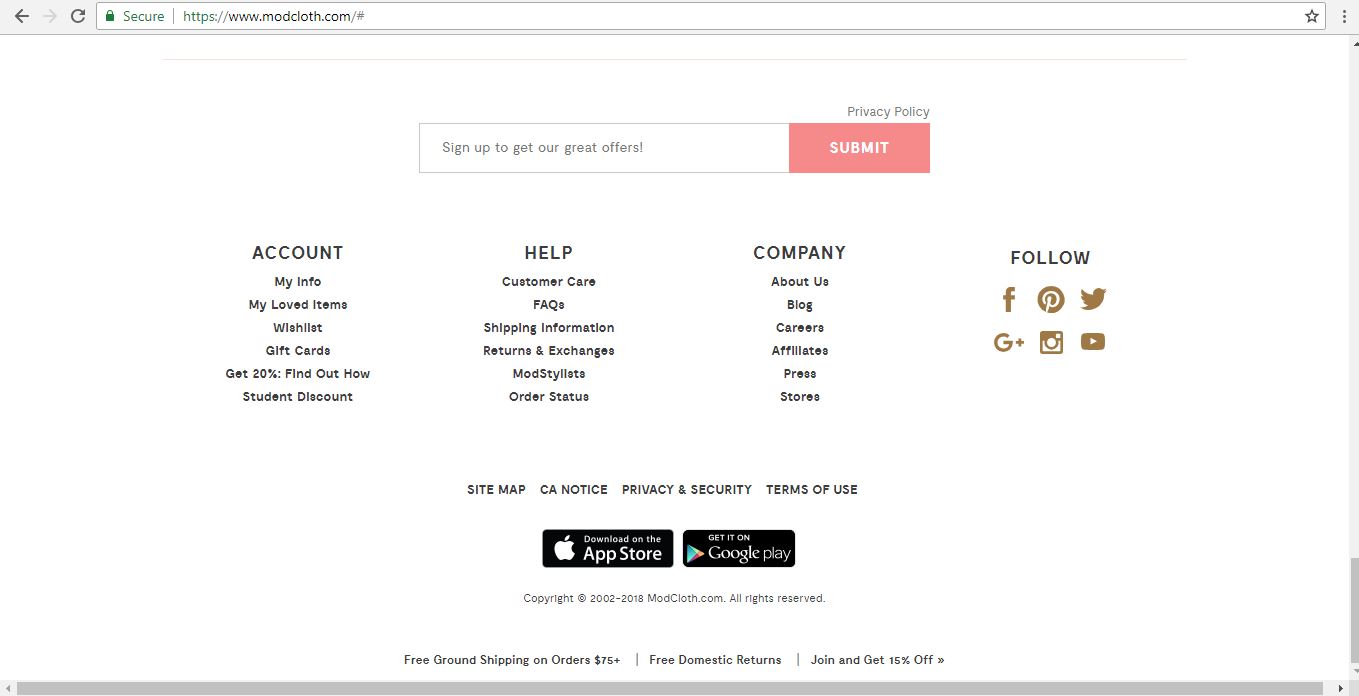 Secure https://www.modcloth.com/#
Privacy Policy
Sign up to get our great offers! SUBMIT
ACCOUNT
My Info
My Loved Items
Wishlist
Gift Cards
Get 20%: Find Out How
Student Discount
HELP
Customer Care
FAQs
Shipping Information
Returns & Exchanges
ModStylists
Order Status
COMPANY
About Us
Blog
Careers
Affiliates
Press
Stores
FOLLOW
SITE MAP CA NOTICE PRIVACY & SECURITY TERMS OF USE
Download on the
App Store
GET IT ON
Google play
Copyright © 2002-2018 ModCloth.com. All rights reserved.
Free Ground Shipping on Orders $75+ | Free Domestic Returns | Join and Get 15% Off »